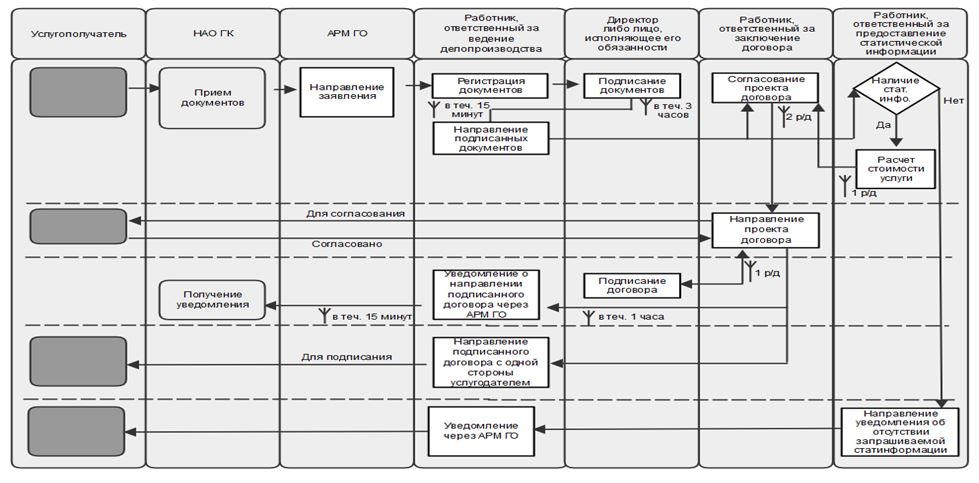 Услугополучатель
НАО ГК
АРМ ГО
Работник,
ответственный за
ведение
делопроизводства
Директор
либо лицо,
исполняющее его
обязанности
Работник,
ответственный за
заключение
договора
Работник,
ответственный за
предоставление
статистической
информации
Прием
документов
Направление
заявления
Регистрация
документов
в теч. 15
минут
Направление
подписанных
документов
Подписание
документы
в теч. 3
часов
Согласование
проекта
договора
2 р/д
Наличие
стат.
инфо.
Нет
Да
Расчет
стоимости
услуги
1 р/д
Для согласования
Согласовано
Направление
проекта
договора
1 р/д
Получение
уведомления
в теч. 15 минут
Уведомление о
направлении
подписанного
договора через
АРМ ГО
Подписание
договора
в теч. 1 часа
Для подписания
Направление
подписанного
договора с одной
стороны
услугодателем
Уведомление
через АРМ ГО
Направление
уведомления об
отсутствии
запрашиваемой
статинформации